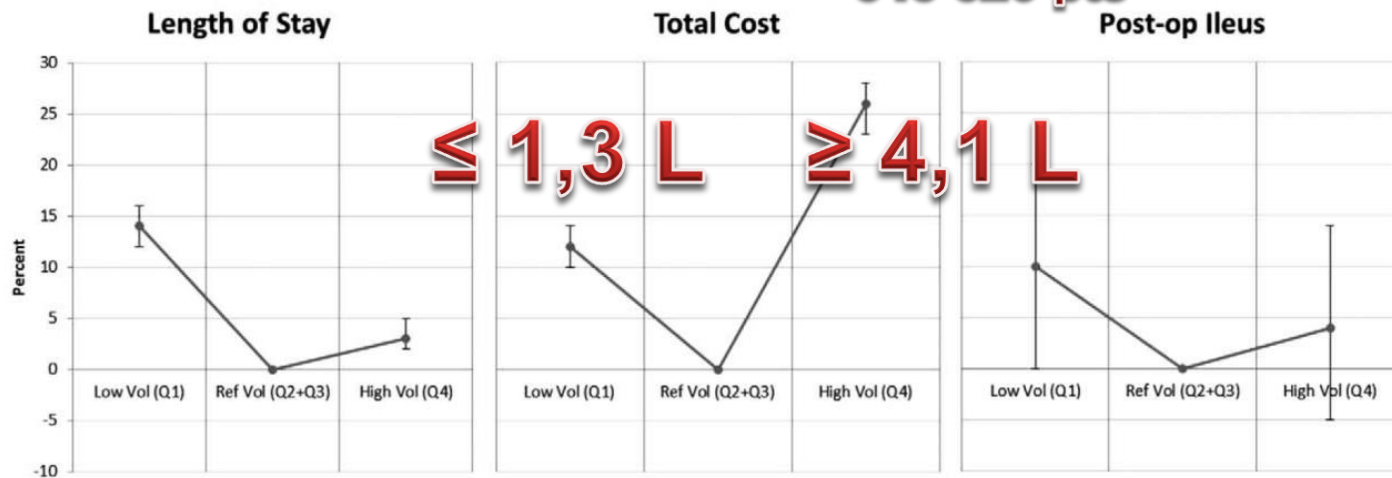 Length of Stay
Total Cost
Post-op Ileus
Percent
30
25
20
15
10
5
0
-5
-10
≤ 1,3 L
≥ 4,1 L
Low Vol (Q1)
Ref Vol (Q2+Q3)
High Vol (Q4)
Low Vol (Q1)
Ref Vol (Q2+Q3)
High Vol (Q4)
Low Vol (Q1)
Ref Vol (Q2+Q3)
High Vol (Q4)